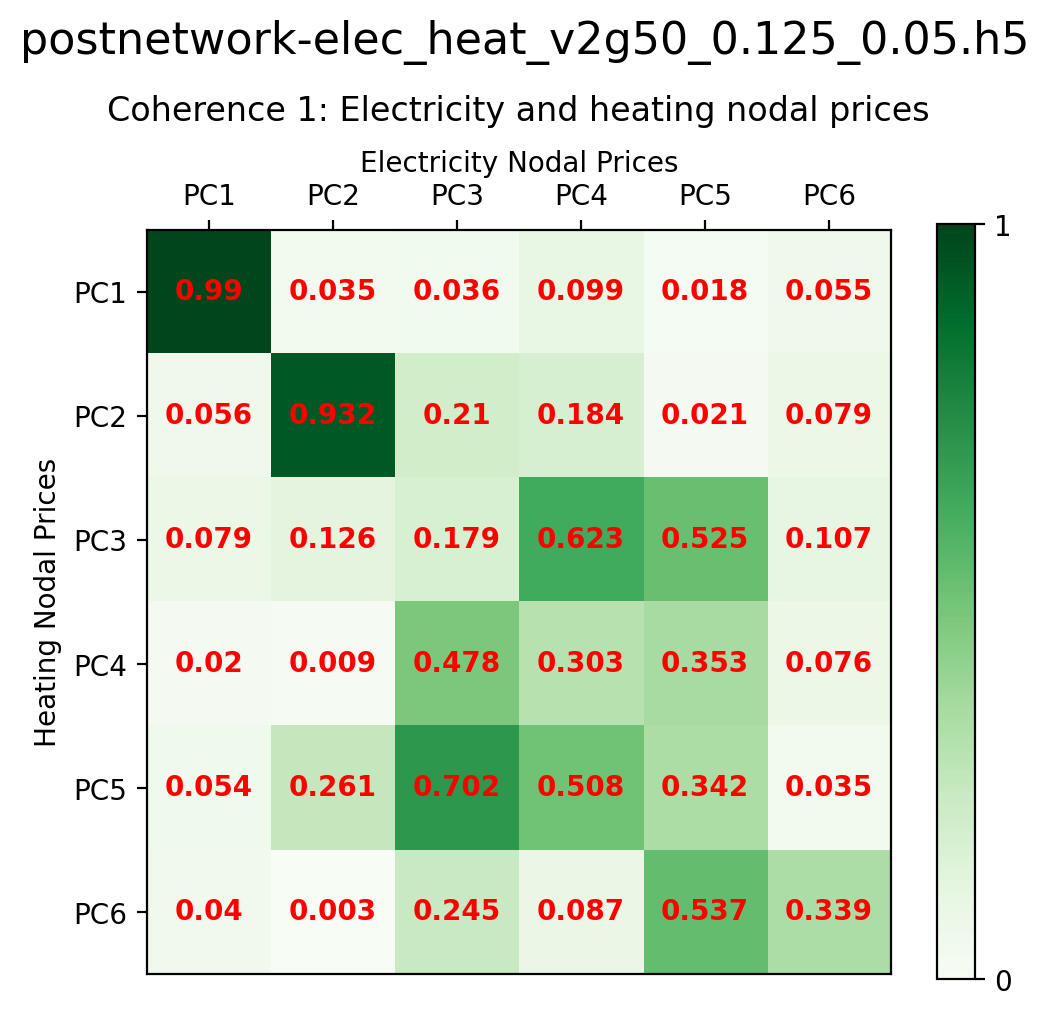 postnetwork-elec_heat_v2g50_0.125_0.05.h5
Coherence 1: Electricity and heating nodal prices
Electricity Nodal Prices
PC1 PC2 PC3 PC4 PC5 PC6
1
PC1 0.99 0.035 0.036 0.099 0.018 0.055
PC2 0.056 0.932 0.21 0.184 0.021 0.079
PC3 0.079 0.126 0.179 0.623 0.525 0.107
Heating Nodal Prices
PC4 0.02 0.009 0.478 0.303 0.353 0.076
PC5 0.054 0.261 0.702 0.508 0.342 0.035
PC6 0.04 0.003 0.245 0.087 0.537 0.339
0